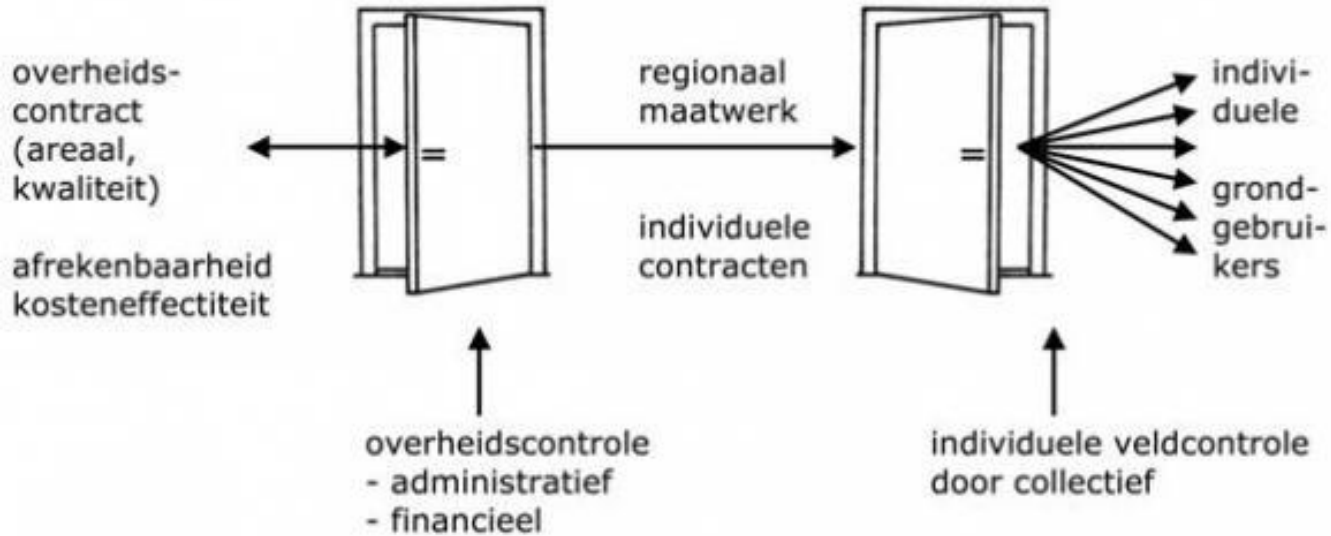 overheids-
contract
(areaal,
kwaliteit)
afrekenbaarheid
kosteneffectiteit
regionaal
maatwerk
individuele
contracten
indivi-
duele
grond-
gebrui-
kers
overheidscontrole
- administratief
- financieel
individuele veldcontrole
door collectief